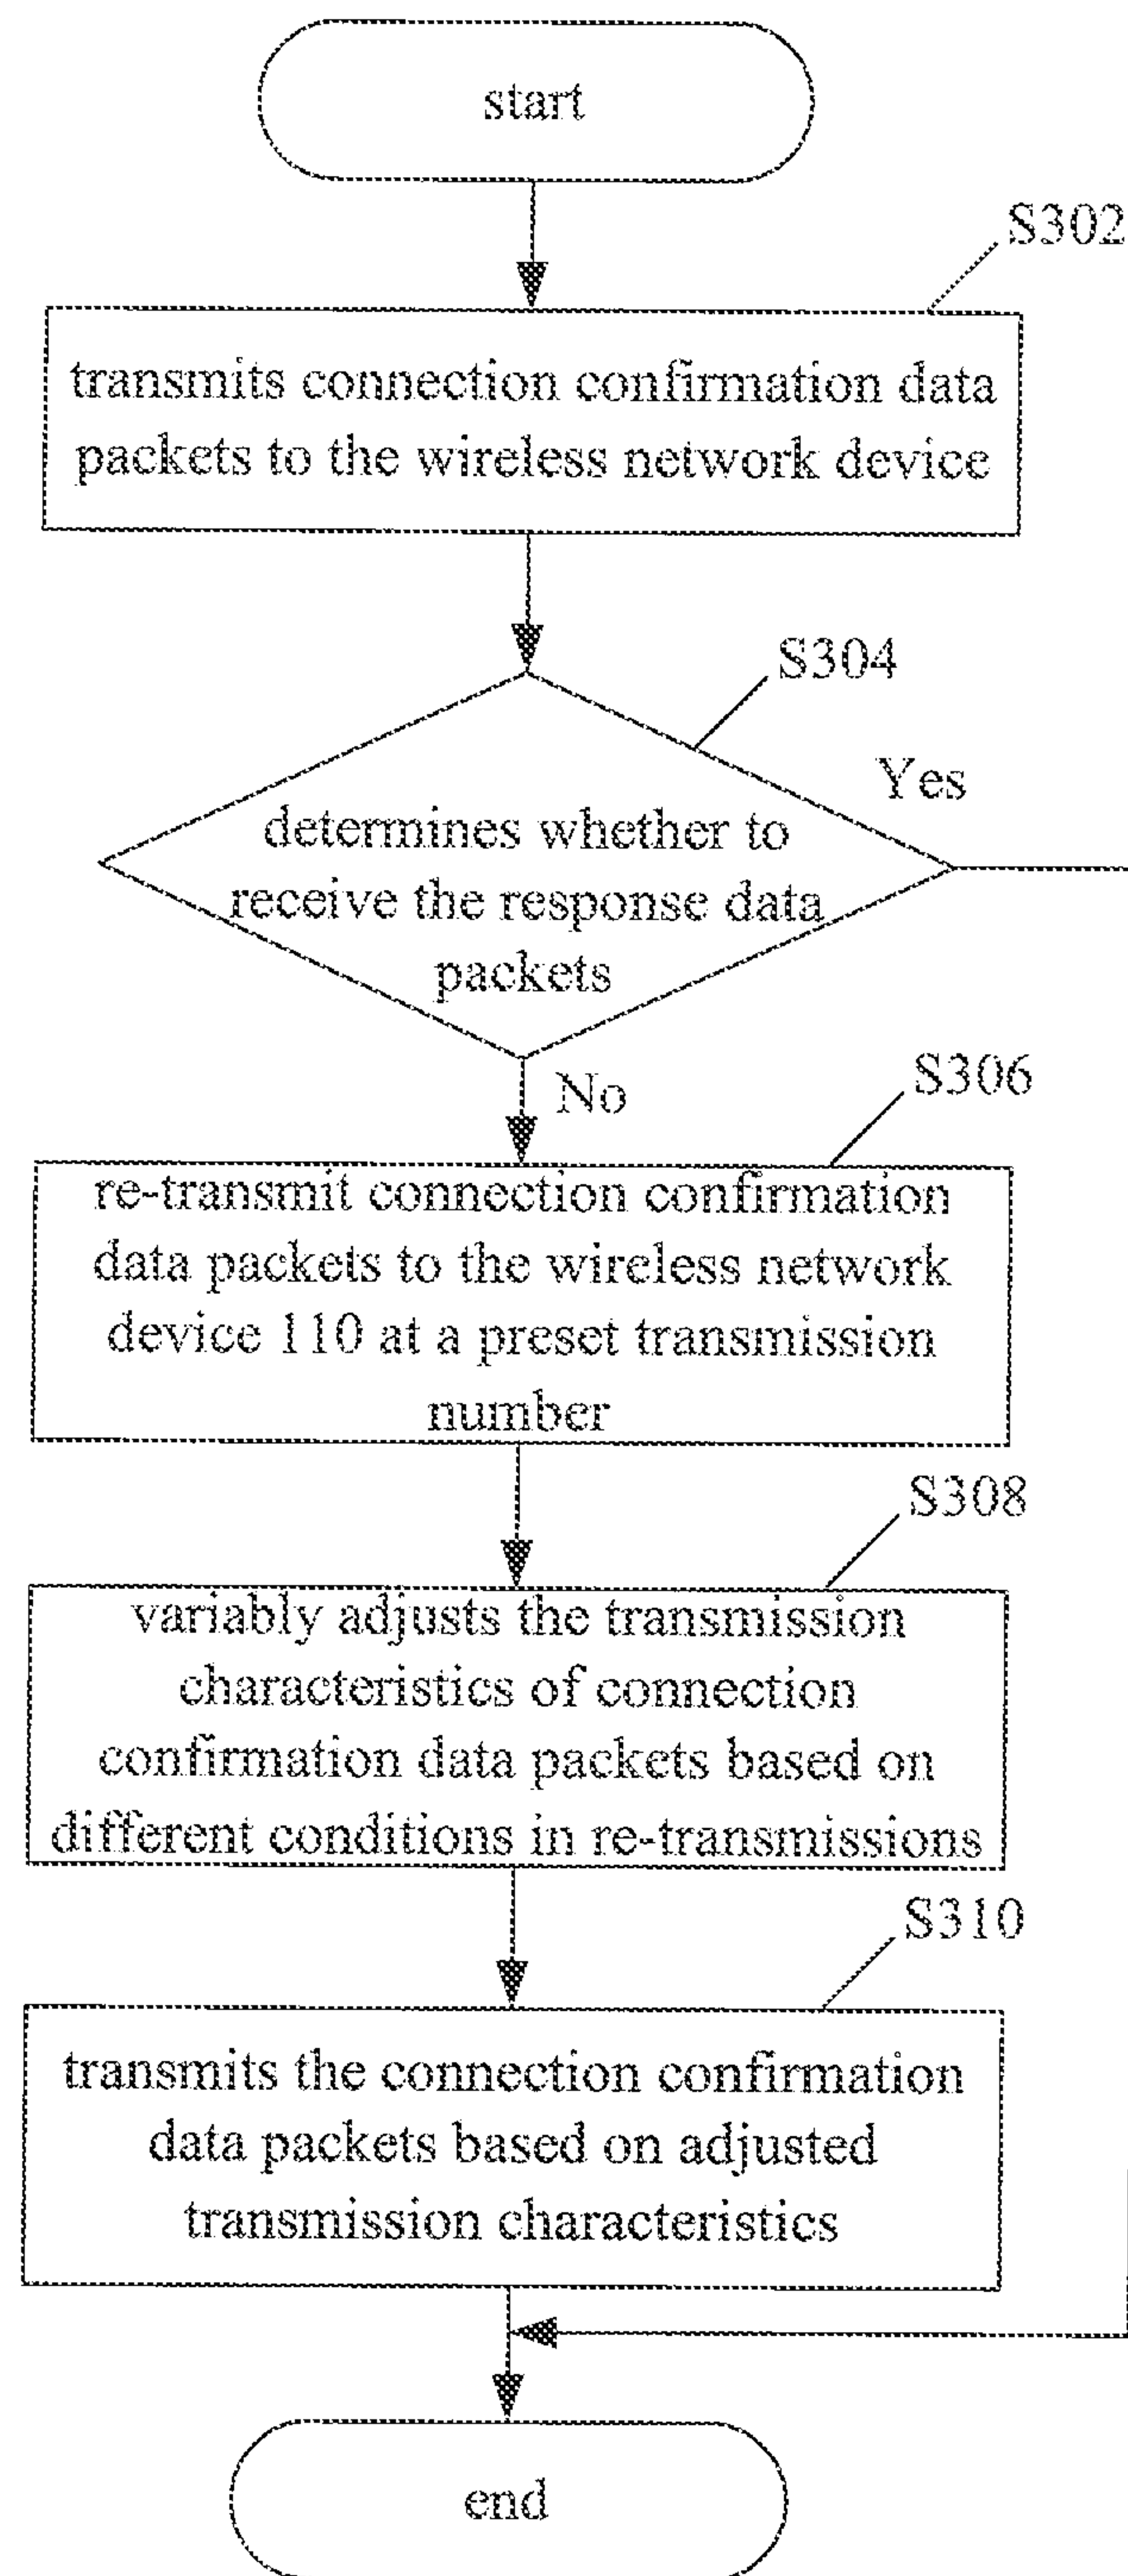 start
S302
transmits connection confirmation data
packets to the wireless network device
S304
Yes
determines whether to
receive the response data
packets
No
S306
re-transmit connection confirmation
data packets to the wireless network
device 110 at a preset transmission
number
S308
variably adjusts the transmission
characteristics of connection
confirmation data packets based on
different conditions in re-transmissions
S310
transmits the connection confirmation
data packets based on adjusted
transmission characteristics
end